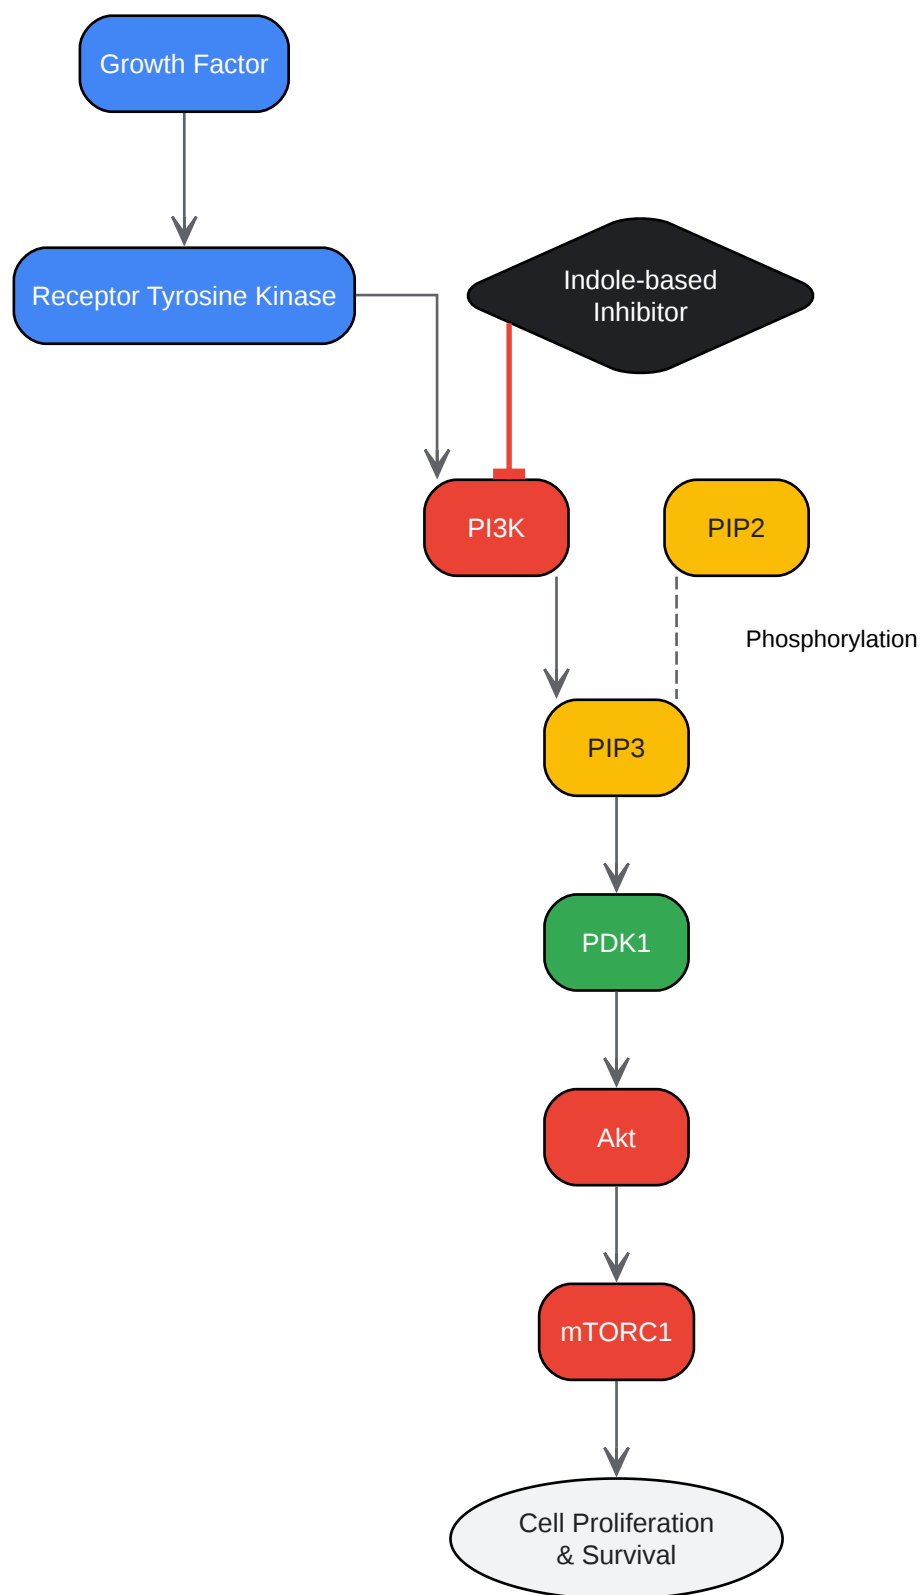 Growth Factor
Receptor Tyrosine Kinase
Indole-based
Inhibitor
PI3K
PIP2
Phosphorylation
PIP3
PDK1
Akt
mTORC1
Cell Proliferation
& Survival